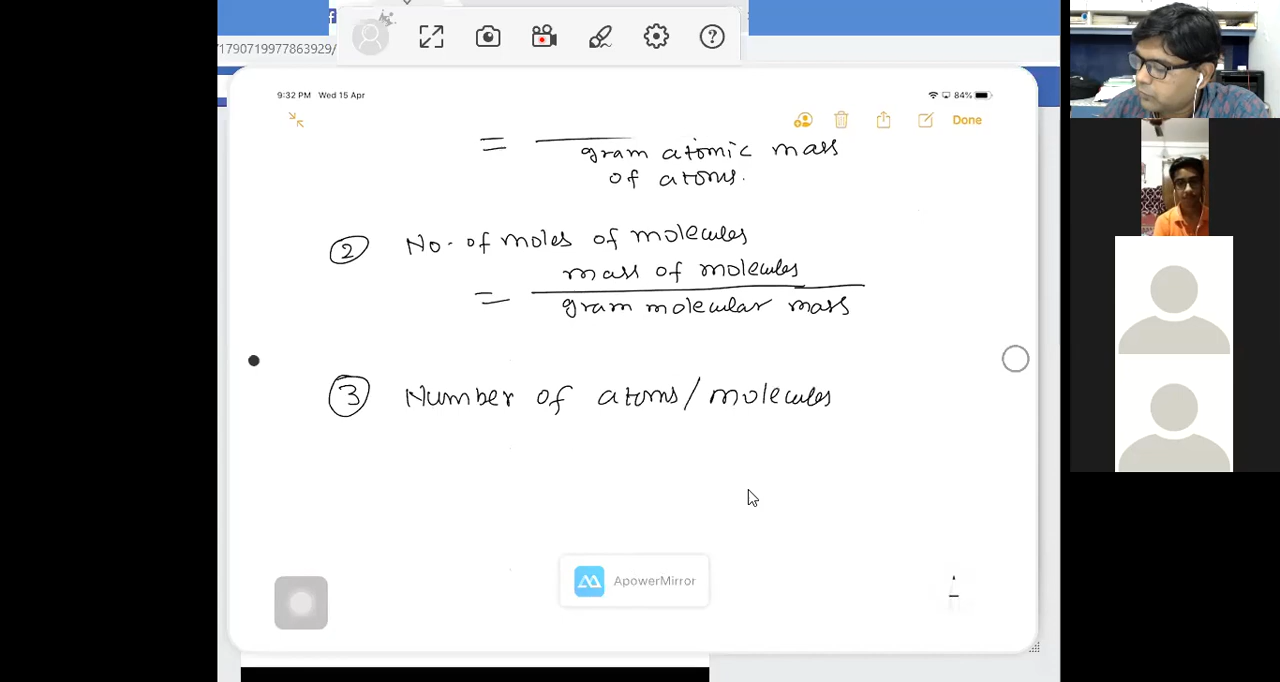 1790719977863929/
9:32 PM Wed 15 Apr
84%
Done
=
gram atomic mass
of atoms.
② No. of moles of molecules
mass of molecules
=
gram molecular mass
③ Number of atoms/molecules
ApowerMirror